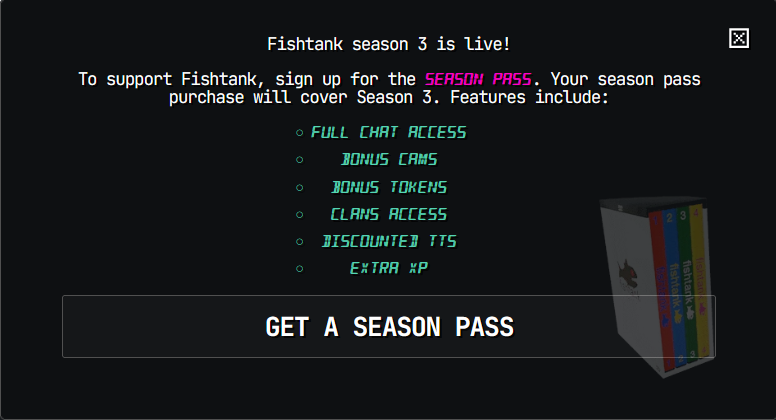 Fishtank season 3 is live!
To support Fishtank, sign up for the SEASON PASS. Your season pass
purchase will cover Season 3. Features include:
FULL CHAT ACCESS
BONUS CAMS
BONUS TOKENS
CLANS ACCESS
DISCOUNTED TTS
EXTRA XP
GET A SEASON PASS
2 3 4
fishtank
fishtank